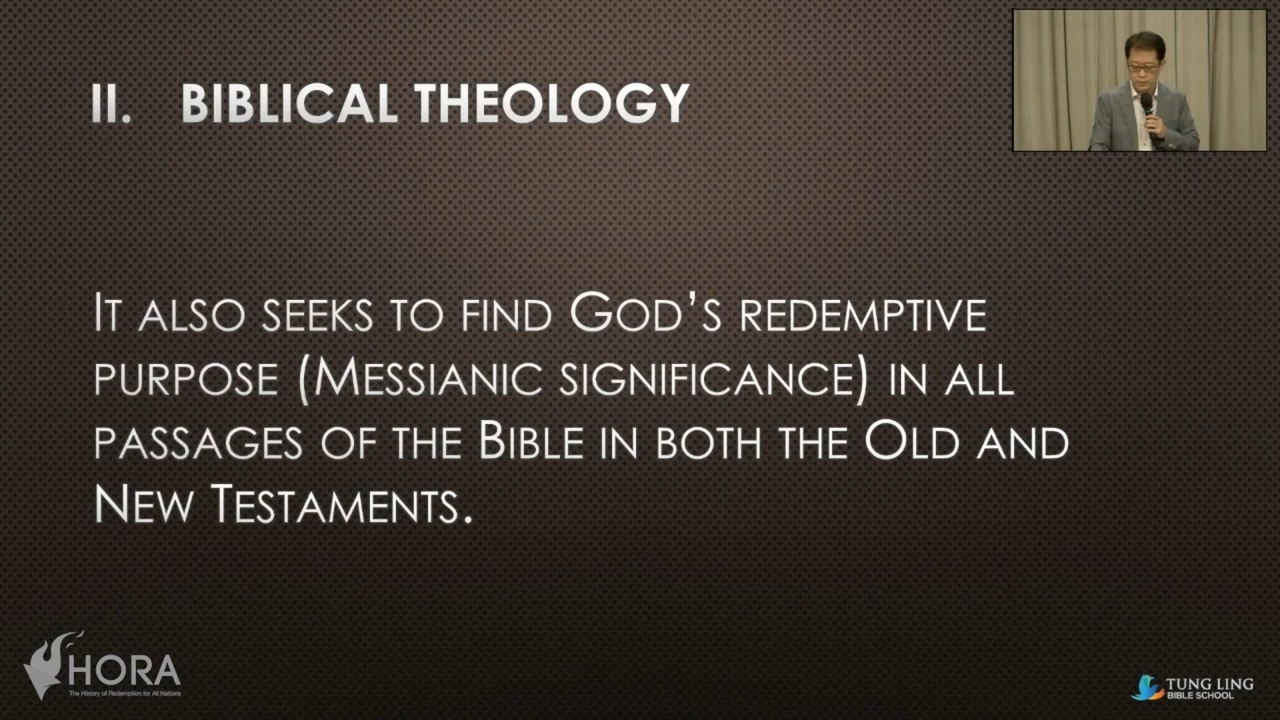 II. BIBLICAL THEOLOGY
IT ALSO SEEKS TO FIND GOD'S REDEMPTIVE
PURPOSE (MESSIANIC SIGNIFICANCE) IN ALL
PASSAGES OF THE BIBLE IN BOTH THE OLD AND
NEW TESTAMENTS.
HORA
The History of Redemption for All Nations
TUNG LING
BIBLE SCHOOL